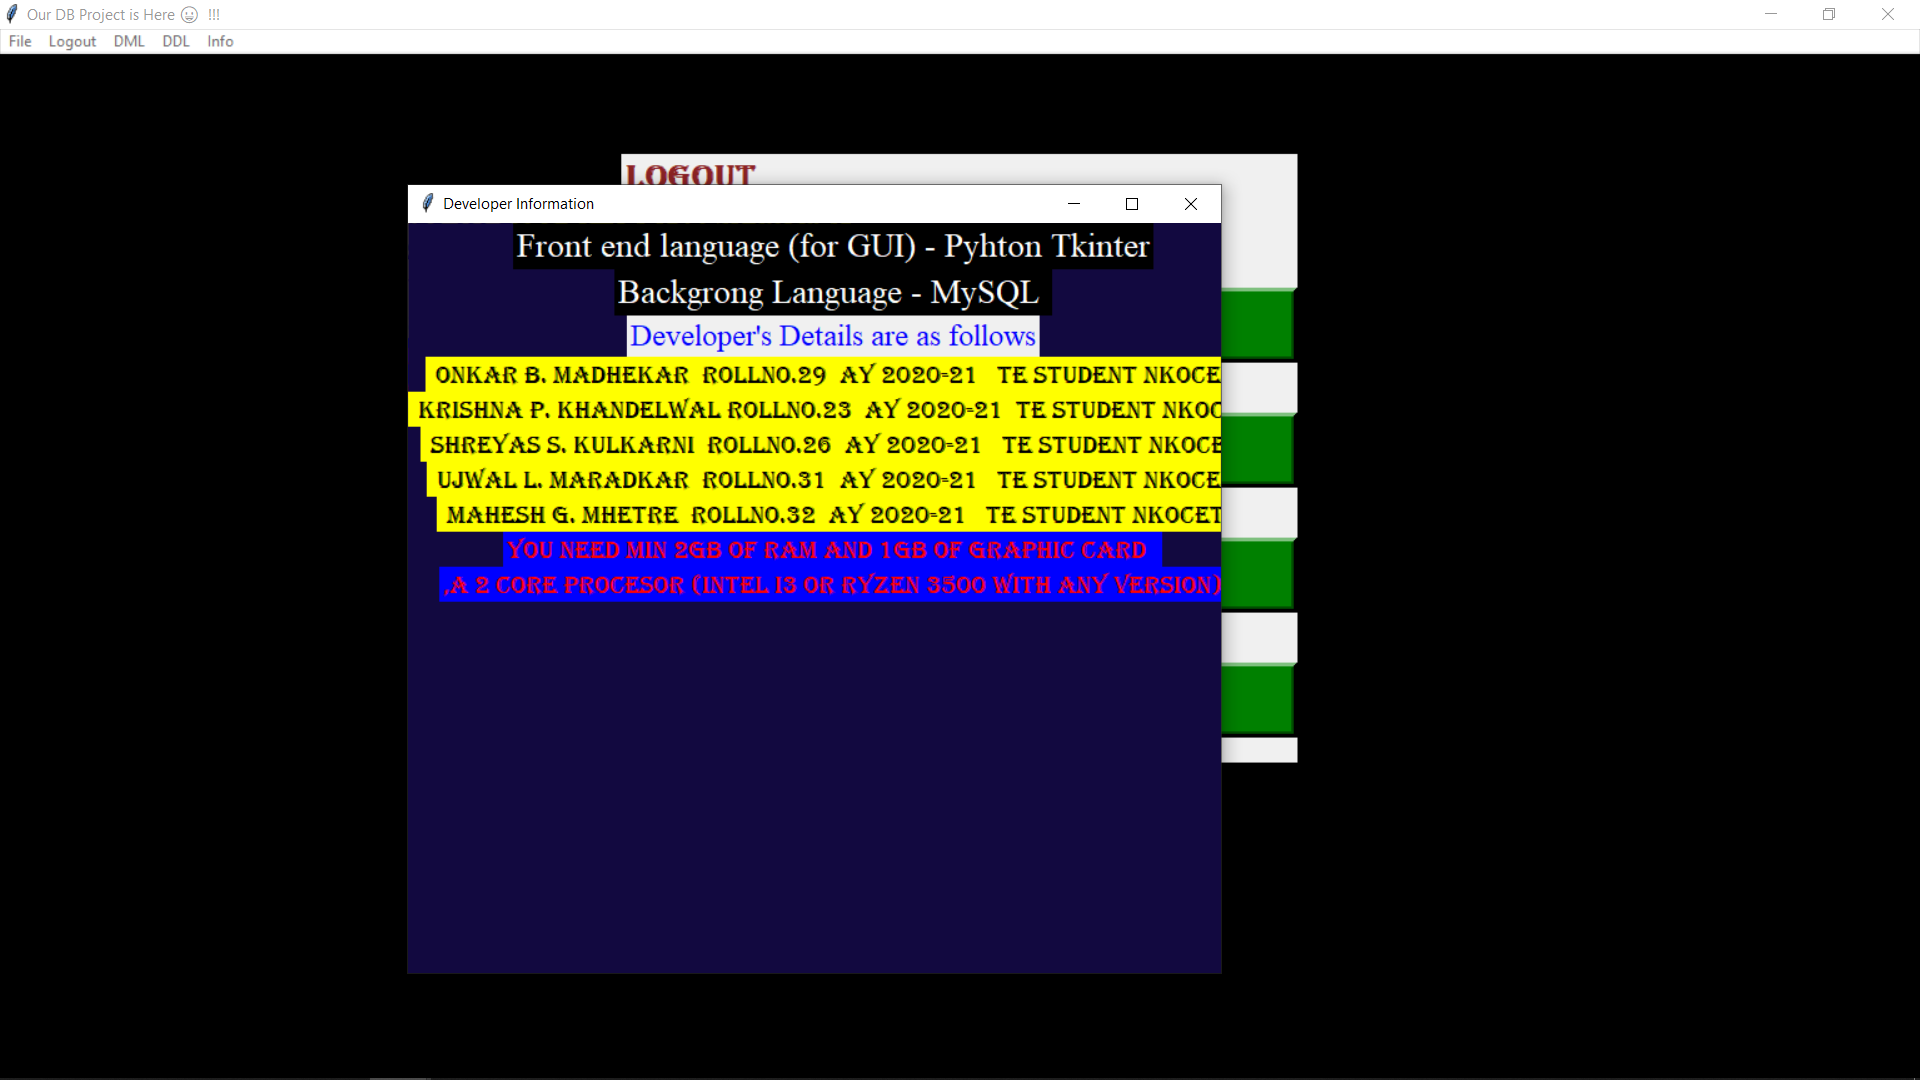 Our DB Project is Here 😀 !!!
File Logout DML DDL Info
LOGOUT
Developer Information
Front end language (for GUI) - Pyhton Tkinter
Backgrong Language - MySQL
Developer's Details are as follows
ONKAR B. MADHEKAR ROLLNO.29 AY 2020-21 TE STUDENT NKOCE
KRISHNA P. KHANDELWAL ROLLNO.23 AY 2020-21 TE STUDENT NKOC
SHREYAS S. KULKARNI ROLLNO.26 AY 2020-21 TE STUDENT NKOCE
UJWAL L. MARADKAR ROLLNO.31 AY 2020-21 TE STUDENT NKOCE
MAHESH G. MHETRE ROLLNO.32 AY 2020-21 TE STUDENT NKOCET
YOU NEED MIN 2GB OF RAM AND 1GB OF GRAPHIC CARD
,A 2 CORE PROCESOR (INTEL I3 OR RYZEN 3500 WITH ANY VERSION)